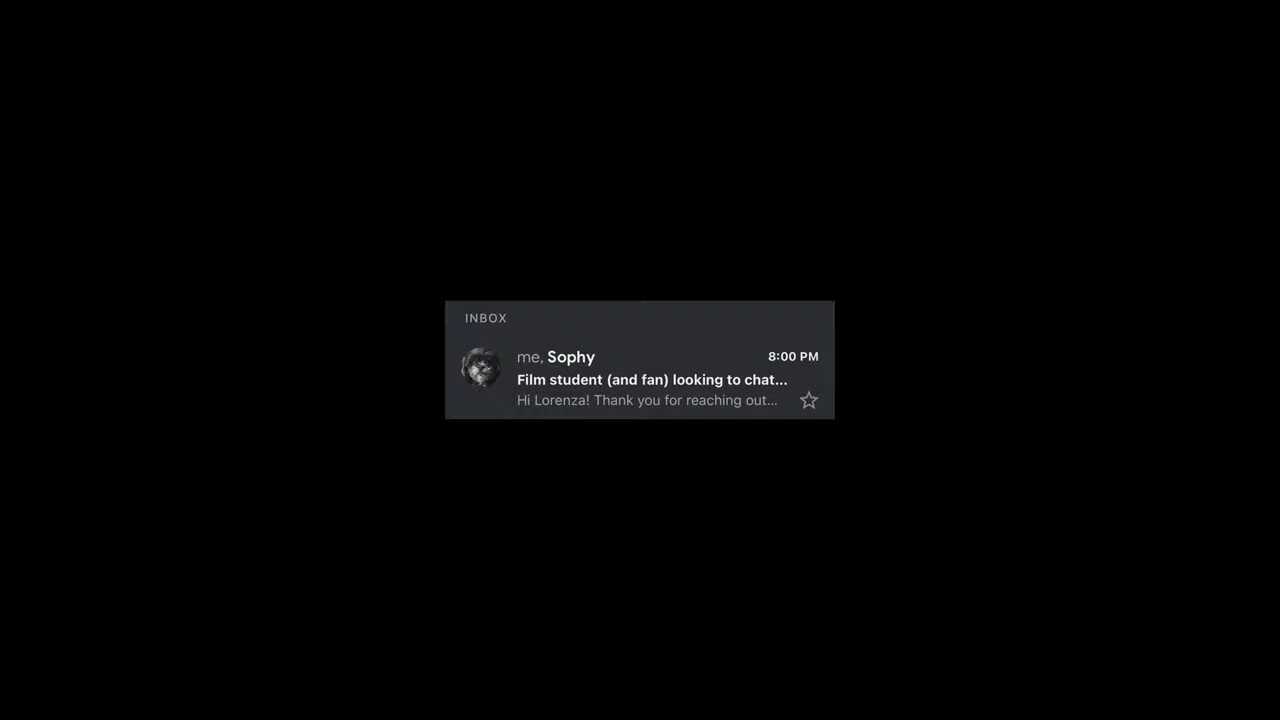 INBOX
me, Sophy 8:00 PM
Film student (and fan) looking to chat...
Hi Lorenza! Thank you for reaching out...